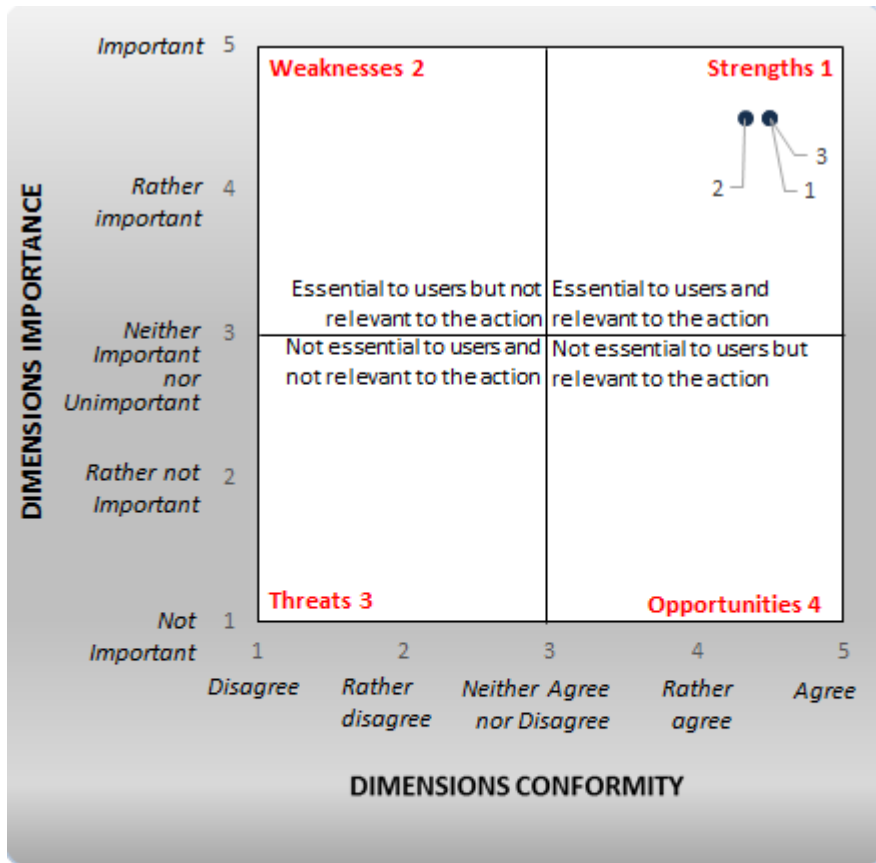 Important 5
Weaknesses 2
Strengths 1
3
2
1
Rather 4
important
Essential to users but not
relevant to the action
Essential to users and
relevant to the action
Neither 3
Important
nor
Unimportant
Not essential to users and
not relevant to the action
Not essential to users but
relevant to the action
Rather not 2
Important
Threats 3
Opportunities 4
Not 1
Important
DIMENSIONS IMPORTANCE
1 2 3 4 5
Disagree
Rather
disagree
Neither Agree
nor Disagree
Rather
agree
Agree
DIMENSIONS CONFORMITY